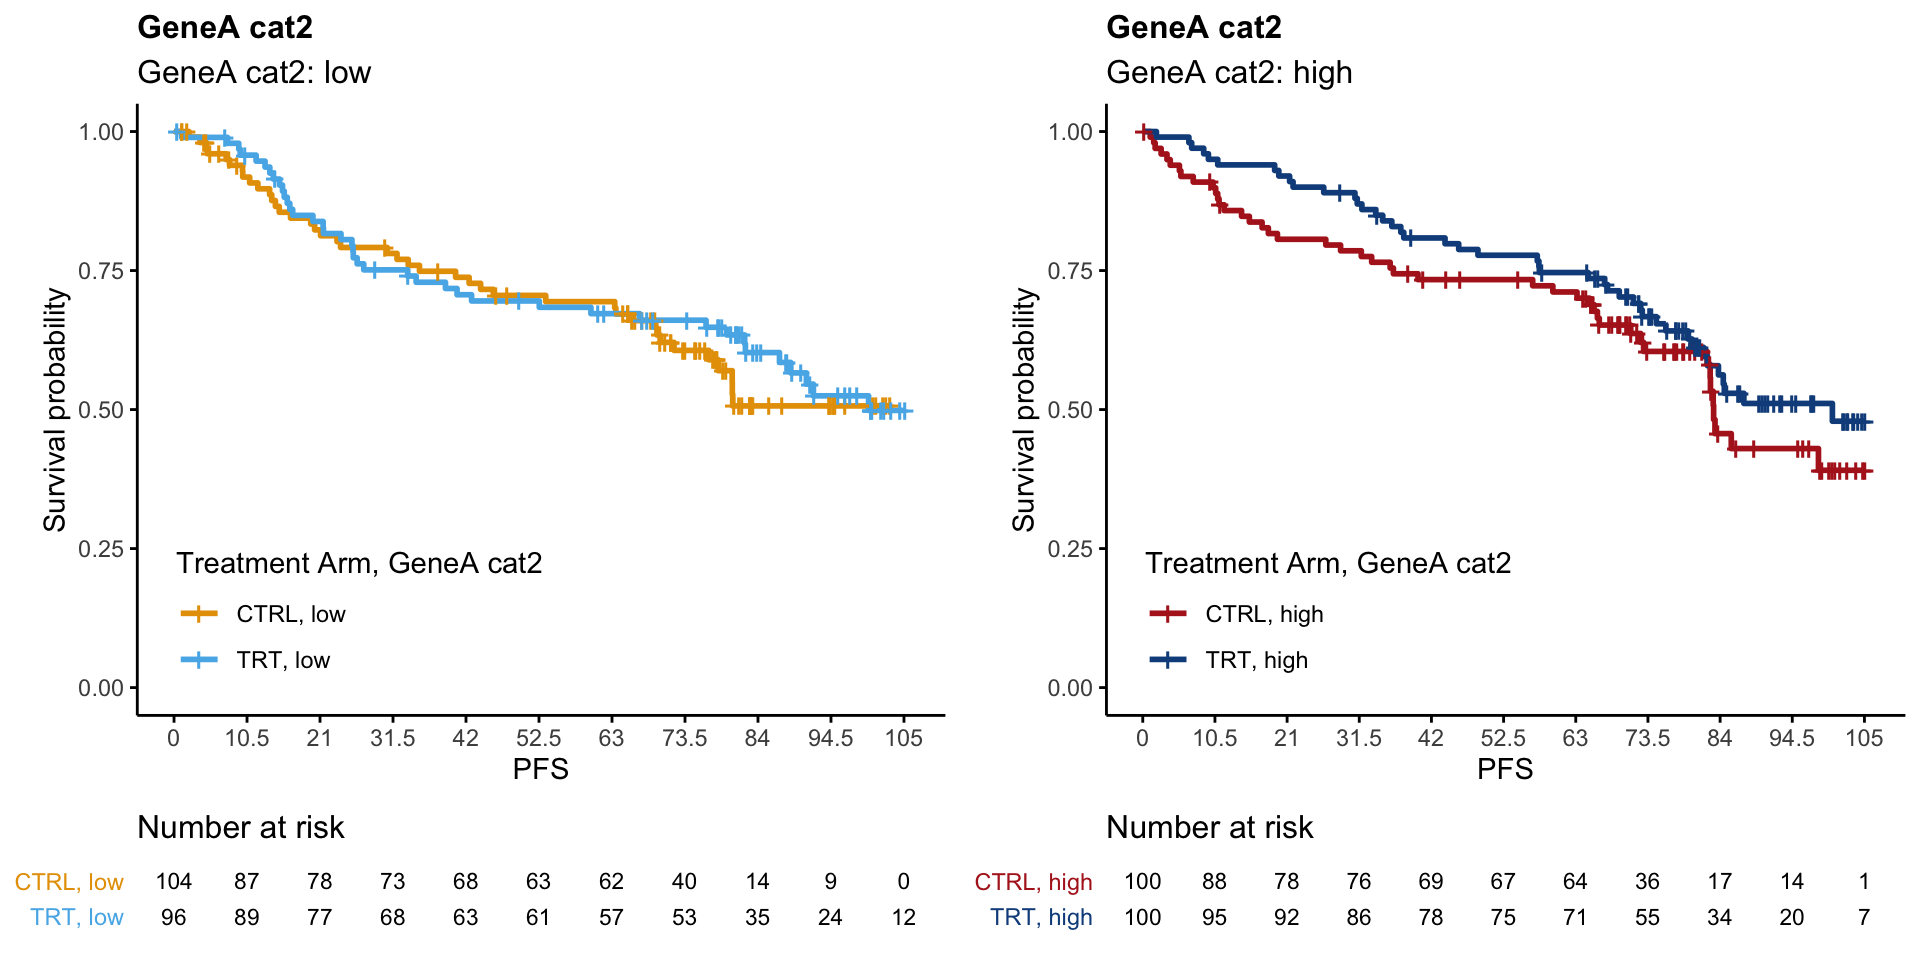 GeneA cat2
GeneA cat2: low
1.00
0.75
0.50
0.25
0.00
Survival probability
Treatment Arm, GeneA cat2
CTRL, low
TRT, low
0 10.5 21 31.5 42 52.5 63 73.5 84 94.5 105
PFS
Number at risk
CTRL, low 104 87 78 73 68 63 62 40 14 9 0
TRT, low 96 89 77 68 63 61 57 53 35 24 12
GeneA cat2
GeneA cat2: high
1.00
0.75
0.50
0.25
0.00
Survival probability
Treatment Arm, GeneA cat2
CTRL, high
TRT, high
0 10.5 21 31.5 42 52.5 63 73.5 84 94.5 105
PFS
Number at risk
CTRL, high 100 88 78 76 69 67 64 36 17 14 1
TRT, high 100 95 92 86 78 75 71 55 34 20 7